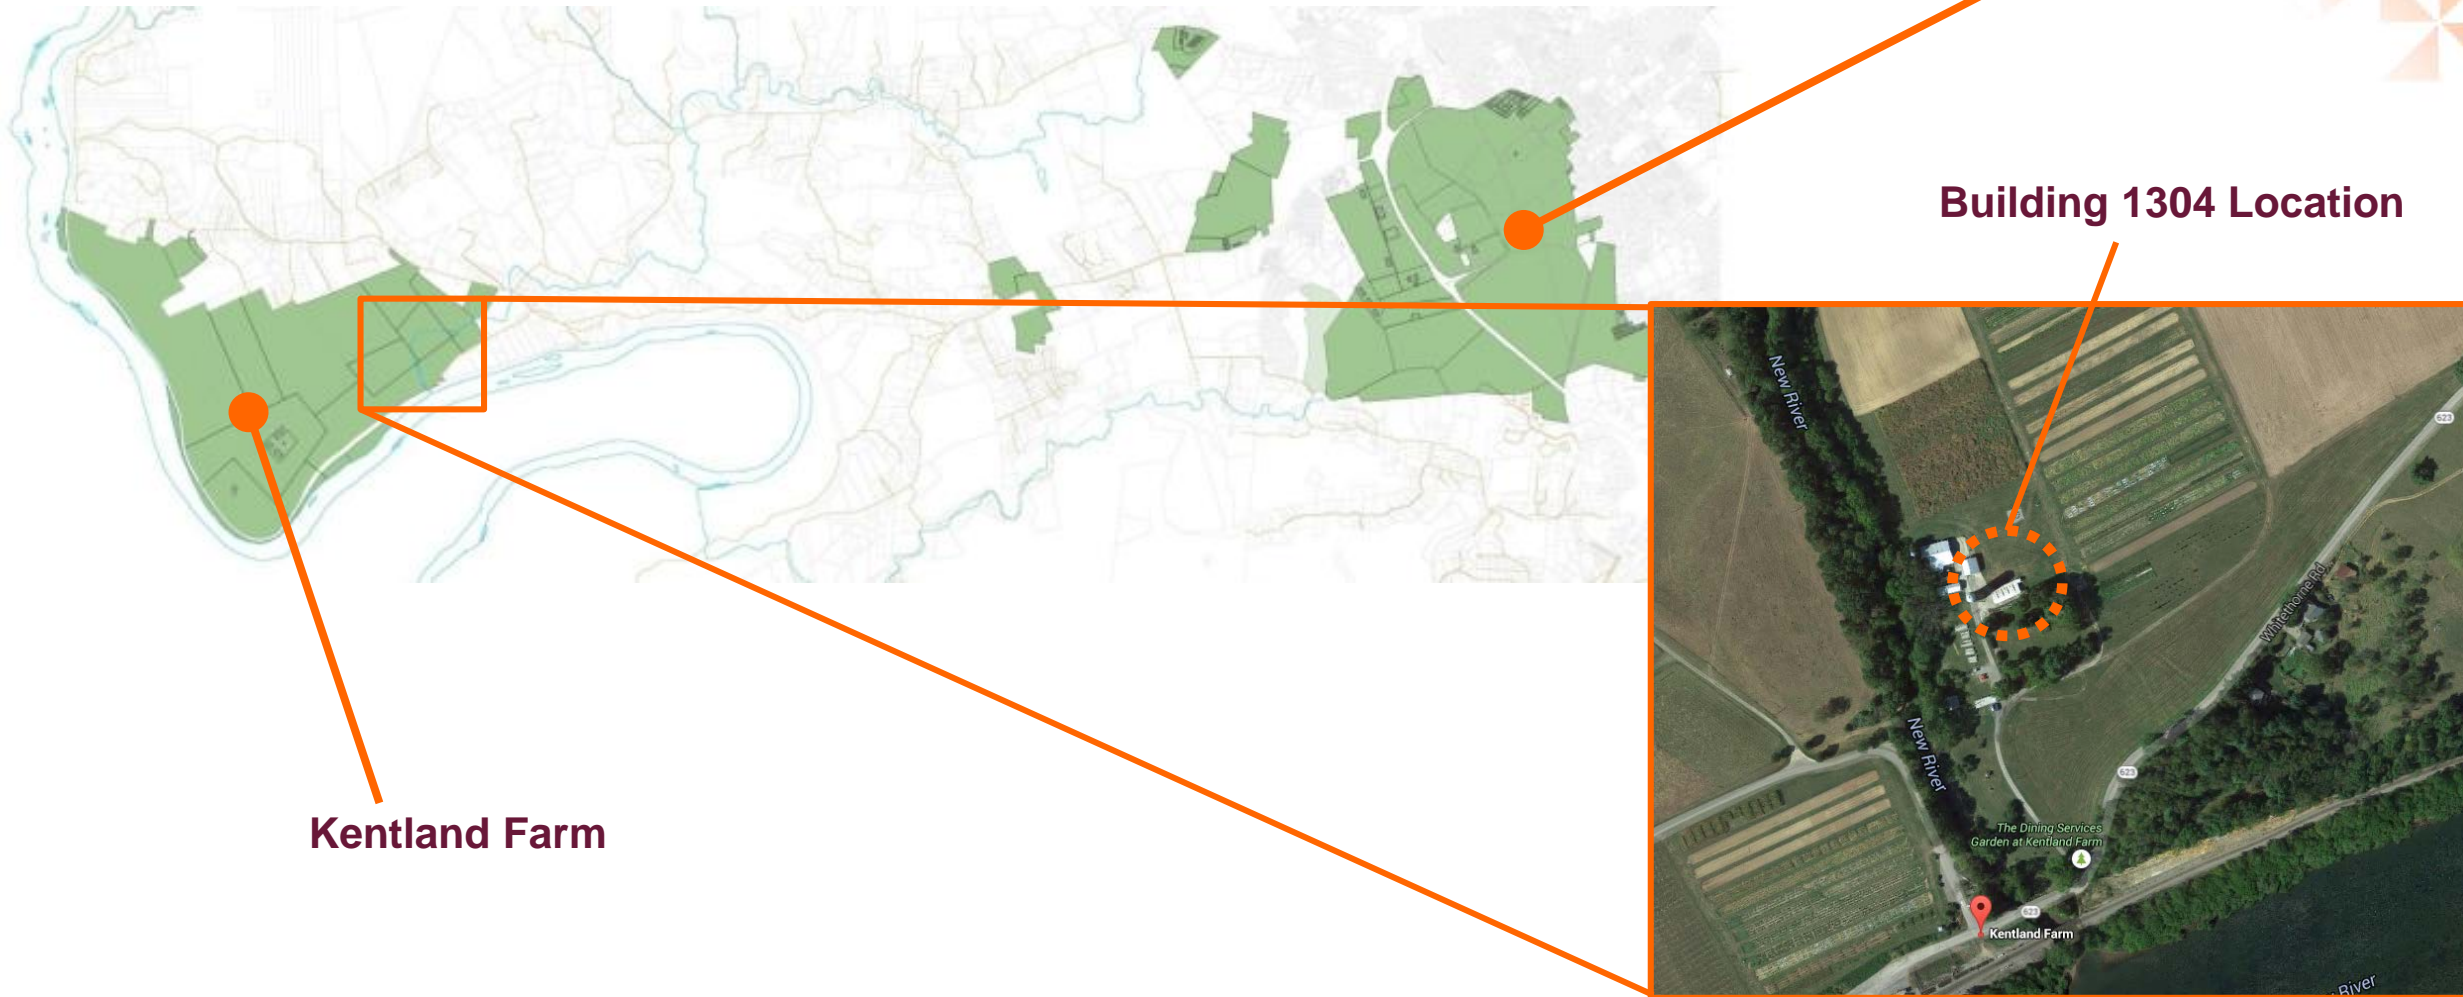 Building 1304 Location
New River
623
Whitethorne Rd
New River
623
The Dining Services
Garden at Kentland Farm
Kentland Farm
623
Kentland Farm
River